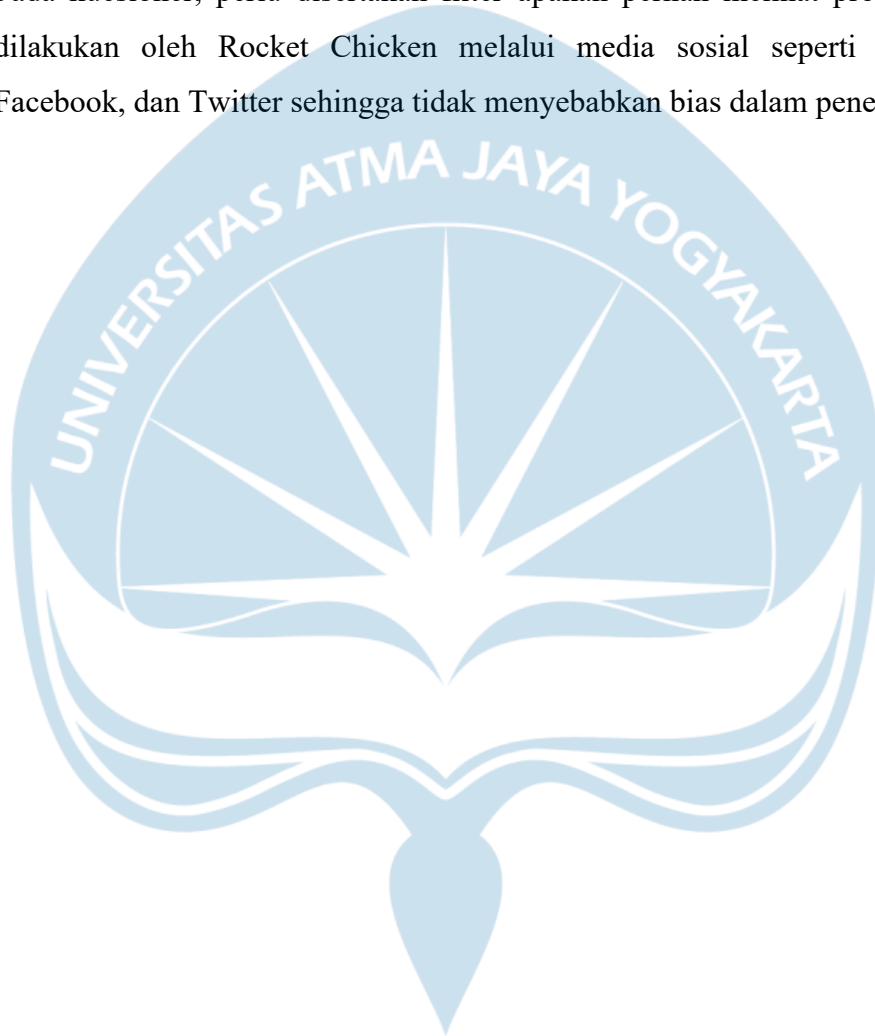 dilakukan oleh Rocket Chicken melalui media sosial seperti
Facebook, dan Twitter sehingga tidak menyebabkan bias dalam pene
UNIVERSITAS ATMA JAYA YOGYAKARTA